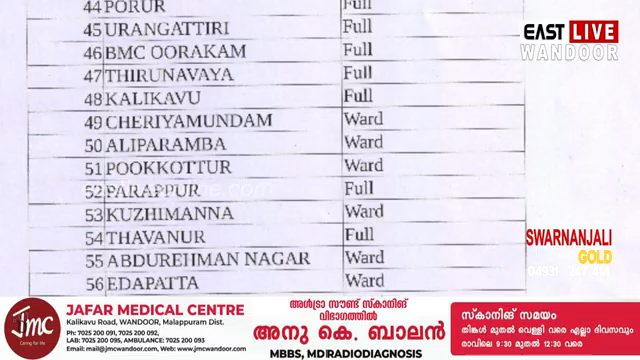 44 PORUR Full
45 URANGATTIRI Full
46 BMC OORAKAM Full
47 THIRUNAVAYA Full
48 KALIKAVU Full
49 CHERIYAMUNDAM Ward
50 ALIPARAMBA Ward
51 POOKKOTTUR Ward
52 PARAPPUR Full
53 KUZHIMANNA Ward
54 THAVANUR Full
55 ABDUREHMAN NAGAR Ward
56 EDAPATTA Ward
EAST LIVE
WANDOOR
SWARNANJALI
GOLD
jmc
Caring for life
JAFAR MEDICAL CENTRE
Kalikavu Road, WANDOOR, Malappuram Dist.
Ph: 7025 200 091, 7025 200 092,
LAB: 7025 200 095, AMBULANCE: 7025 200 093
Email: mail@jmcwandoor.com, Web: www.jmcwandoor.com
അൾട്രാ സൗണ്ട് സ്കാനിങ്
വിഭാഗത്തിൽ
അനു കെ. ബാലൻ
MBBS, MD RADIODIAGNOSIS
സ്കാനിങ് സമയം
തിങ്കൾ മുതൽ വെള്ളി വരെ എല്ലാ ദിവസവും
രാവിലെ 9:30 മുതൽ 12:30 വരെ